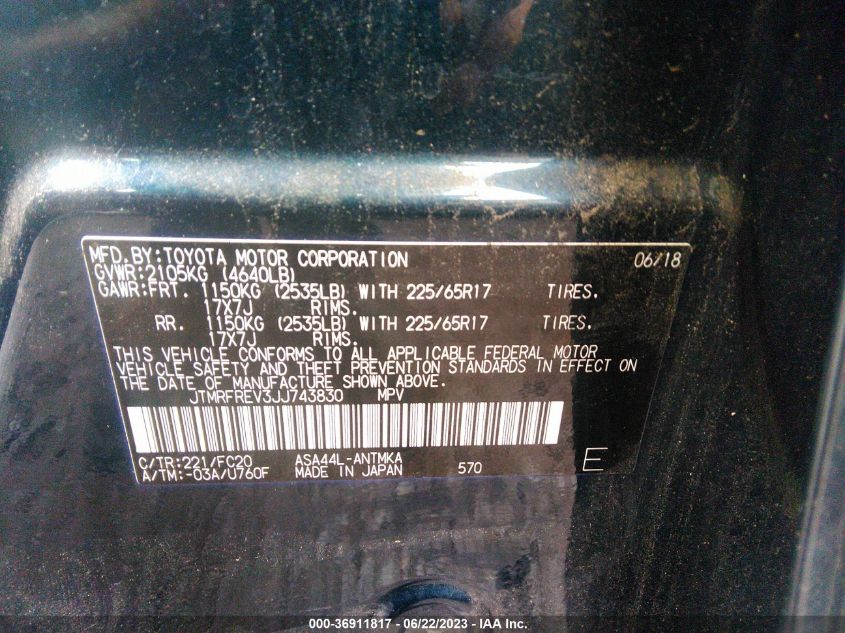 MFD.BY:TOYOTA MOTOR CORPORATION 06/18
GVWR:2105KG (4640LB)
GAWR:FRT. 1150KG (2535LB) WITH 225/65R17 TIRES.
17X7J RIMS.
RR. 1150KG (2535LB) WITH 225/65R17 TIRES.
17X7J RIMS.
THIS VEHICLE CONFORMS TO ALL APPLICABLE FEDERAL MOTOR
VEHICLE SAFETY AND THEFT PREVENTION STANDARDS IN EFFECT ON
THE DATE OF MANUFACTURE SHOWN ABOVE.
JTMRFREV3JJ743830 MPV
C/TR:221/FC20 ASA44L-ANTMKA
A/TM:-03A/U760F MADE IN JAPAN 570 E
000-36911817 - 06/22/2023 - IAA Inc.